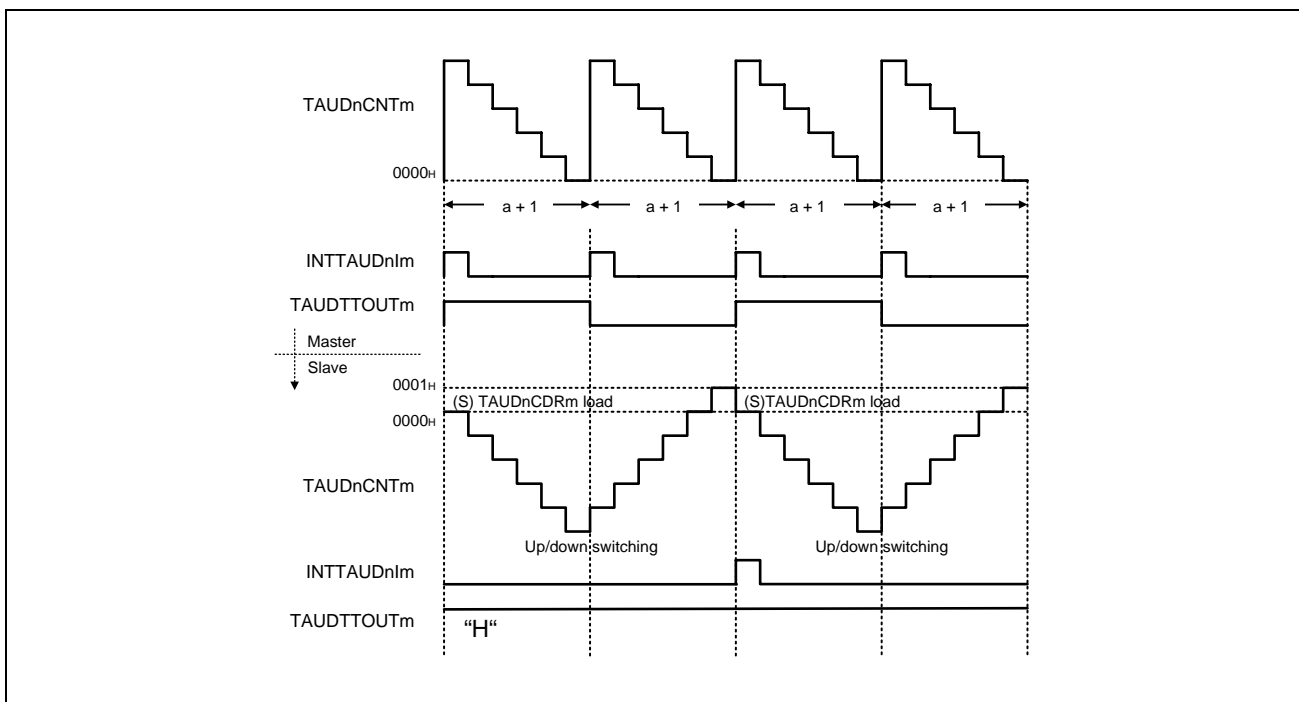 TAUDnCNTm
0000H
a + 1 a + 1 a + 1 a + 1
INTTAUDnIm
TAUDTTOUTm
Master
Slave
0001H
(S) TAUDnCDRm load (S)TAUDnCDRm load
0000H
TAUDnCNTm
Up/down switching Up/down switching
INTTAUDnIm
TAUDTTOUTm
“H“